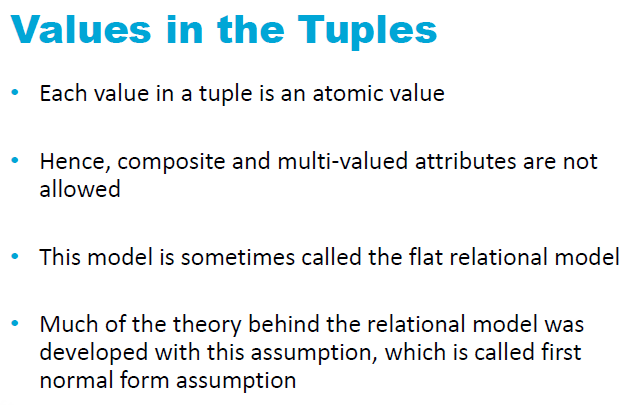 Values in the Tuples
• Each value in a tuple is an atomic value
• Hence, composite and multi-valued attributes are not
allowed
• This model is sometimes called the flat relational model
• Much of the theory behind the relational model was
developed with this assumption, which is called first
normal form assumption